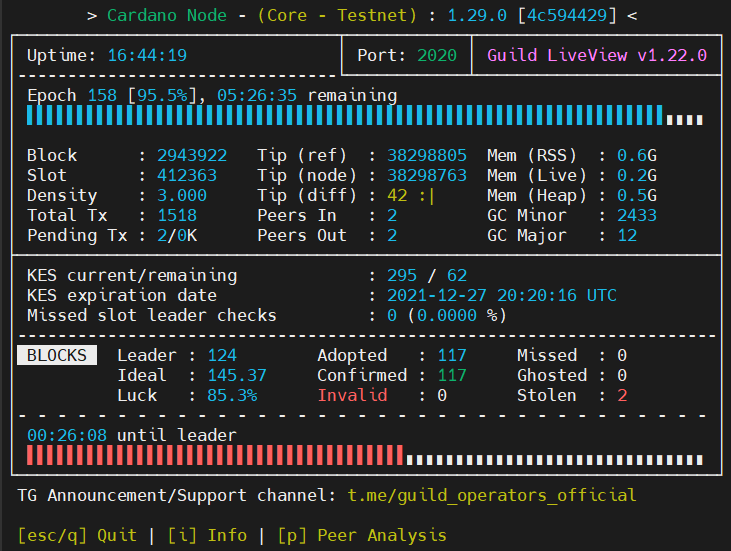 > Cardano Node - (Core - Testnet) : 1.29.0 [4c594429] <
Uptime: 16:44:19 Port: 2020 Guild LiveView v1.22.0
Epoch 158 [95.5%], 05:26:35 remaining
Block : 2943922 Tip (ref) : 38298805 Mem (RSS) : 0.6G
Slot : 412363 Tip (node) : 38298763 Mem (Live) : 0.2G
Density : 3.000 Tip (diff) : 42 :| Mem (Heap) : 0.5G
Total Tx : 1518 Peers In : 2 GC Minor : 2433
Pending Tx : 2/0K Peers Out : 2 GC Major : 12
KES current/remaining : 295 / 62
KES expiration date : 2021-12-27 20:20:16 UTC
Missed slot leader checks : 0 (0.0000 %)
BLOCKS Leader : 124 Adopted : 117 Missed : 0
Ideal : 145.37 Confirmed : 117 Ghosted : 0
Luck : 85.3% Invalid : 0 Stolen : 2
00:26:08 until leader
TG Announcement/Support channel: t.me/guild_operators_official
[esc/q] Quit | [i] Info | [p] Peer Analysis